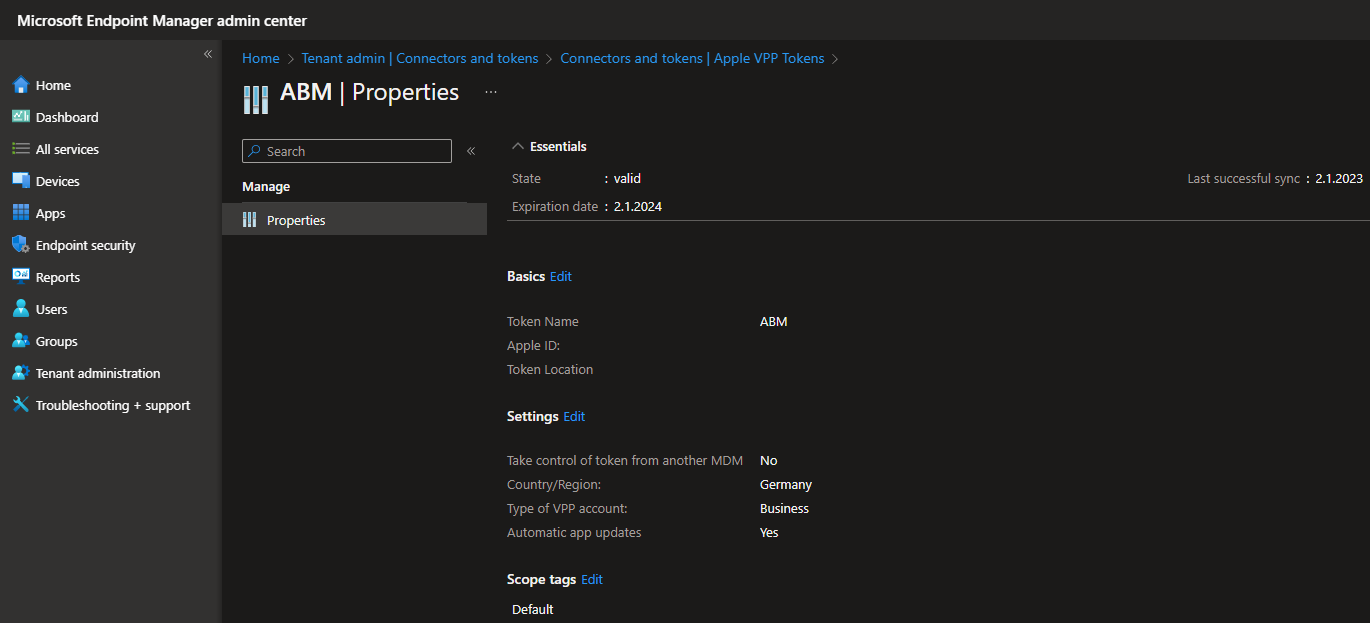 Microsoft Endpoint Manager admin center
«
Home
Dashboard
All services
Devices
Apps
Endpoint security
Reports
Users
Groups
Tenant administration
Troubleshooting + support
Home > Tenant admin | Connectors and tokens > Connectors and tokens | Apple VPP Tokens >
ABM | Properties ...
Search «
Manage
Properties
Essentials
State : valid
Last successful sync : 2.1.2023
Expiration date : 2.1.2024
Basics Edit
Token Name ABM
Apple ID:
Token Location
Settings Edit
Take control of token from another MDM No
Country/Region: Germany
Type of VPP account: Business
Automatic app updates Yes
Scope tags Edit
Default